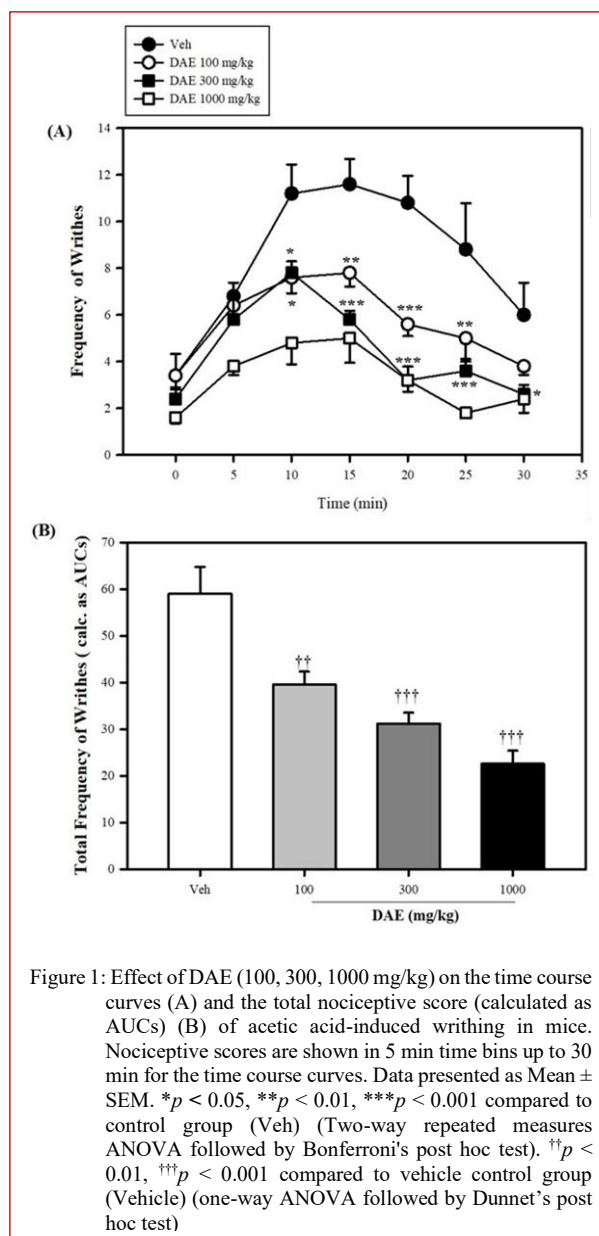 Veh
DAE 100 mg/kg
DAE 300 mg/kg
DAE 1000 mg/kg
(A)
14
12
10
8
6
4
2
0
Frequency of Writhes
*
**
*
***
***
**
***
***
*
0 5 10 15 20 25 30 35
Time (min)
(B)
70
60
50
40
30
20
10
0
Total Frequency of Writhes ( calc. as AUCs)
††
†††
†††
Veh 100 300 1000
DAE (mg/kg)
Figure 1: Effect of DAE (100, 300, 1000 mg/kg) on the time course
curves (A) and the total nociceptive score (calculated as
AUCs) (B) of acetic acid-induced writhing in mice.
Nociceptive scores are shown in 5 min time bins up to 30
min for the time course curves. Data presented as Mean ±
SEM. *p < 0.05, **p < 0.01, ***p < 0.001 compared to
control group (Veh) (Two-way repeated measures
ANOVA followed by Bonferroni's post hoc test). ††p <
0.01, †††p < 0.001 compared to vehicle control group
(Vehicle) (one-way ANOVA followed by Dunnet’s post
hoc test)